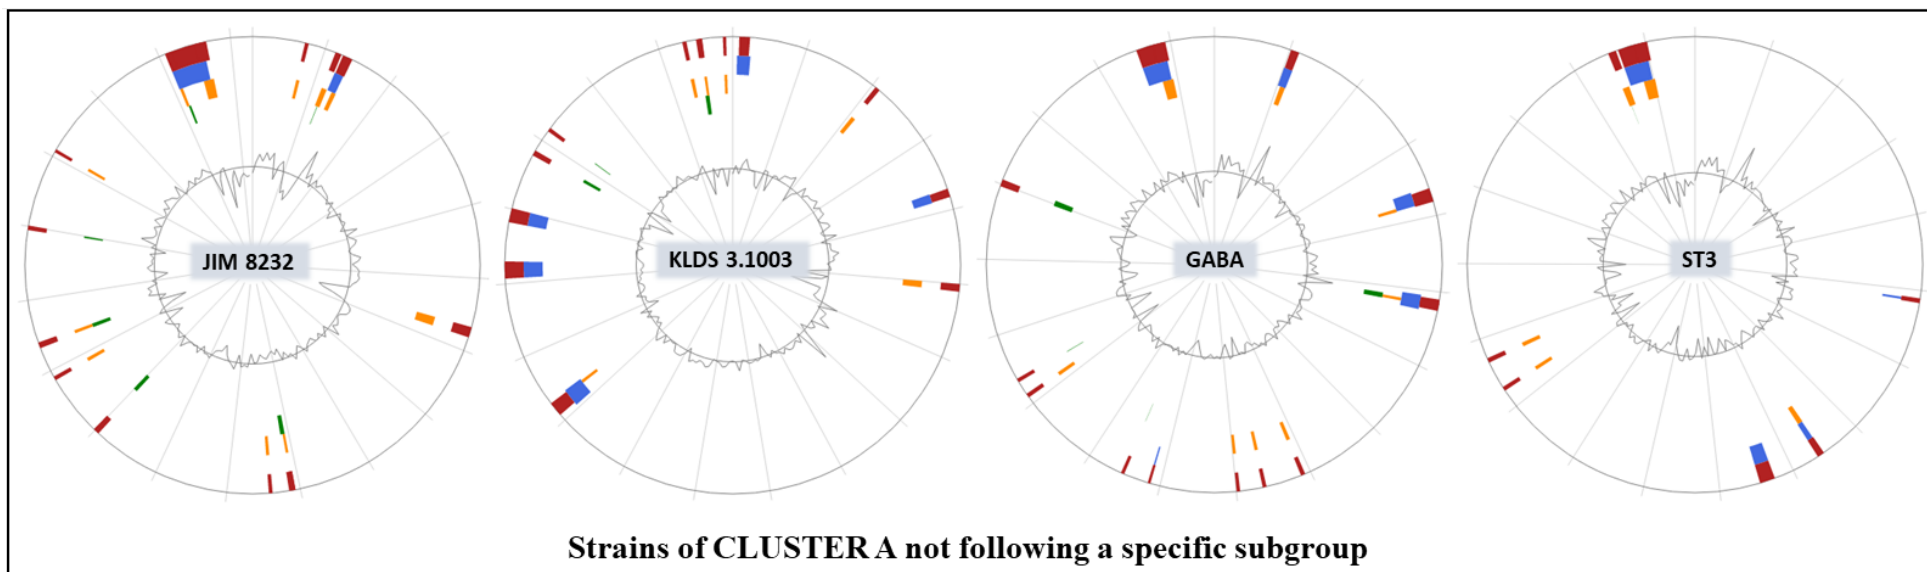 JIM 8232
KLDS 3.1003
GABA
ST3
Strains of CLUSTER A not following a specific subgroup